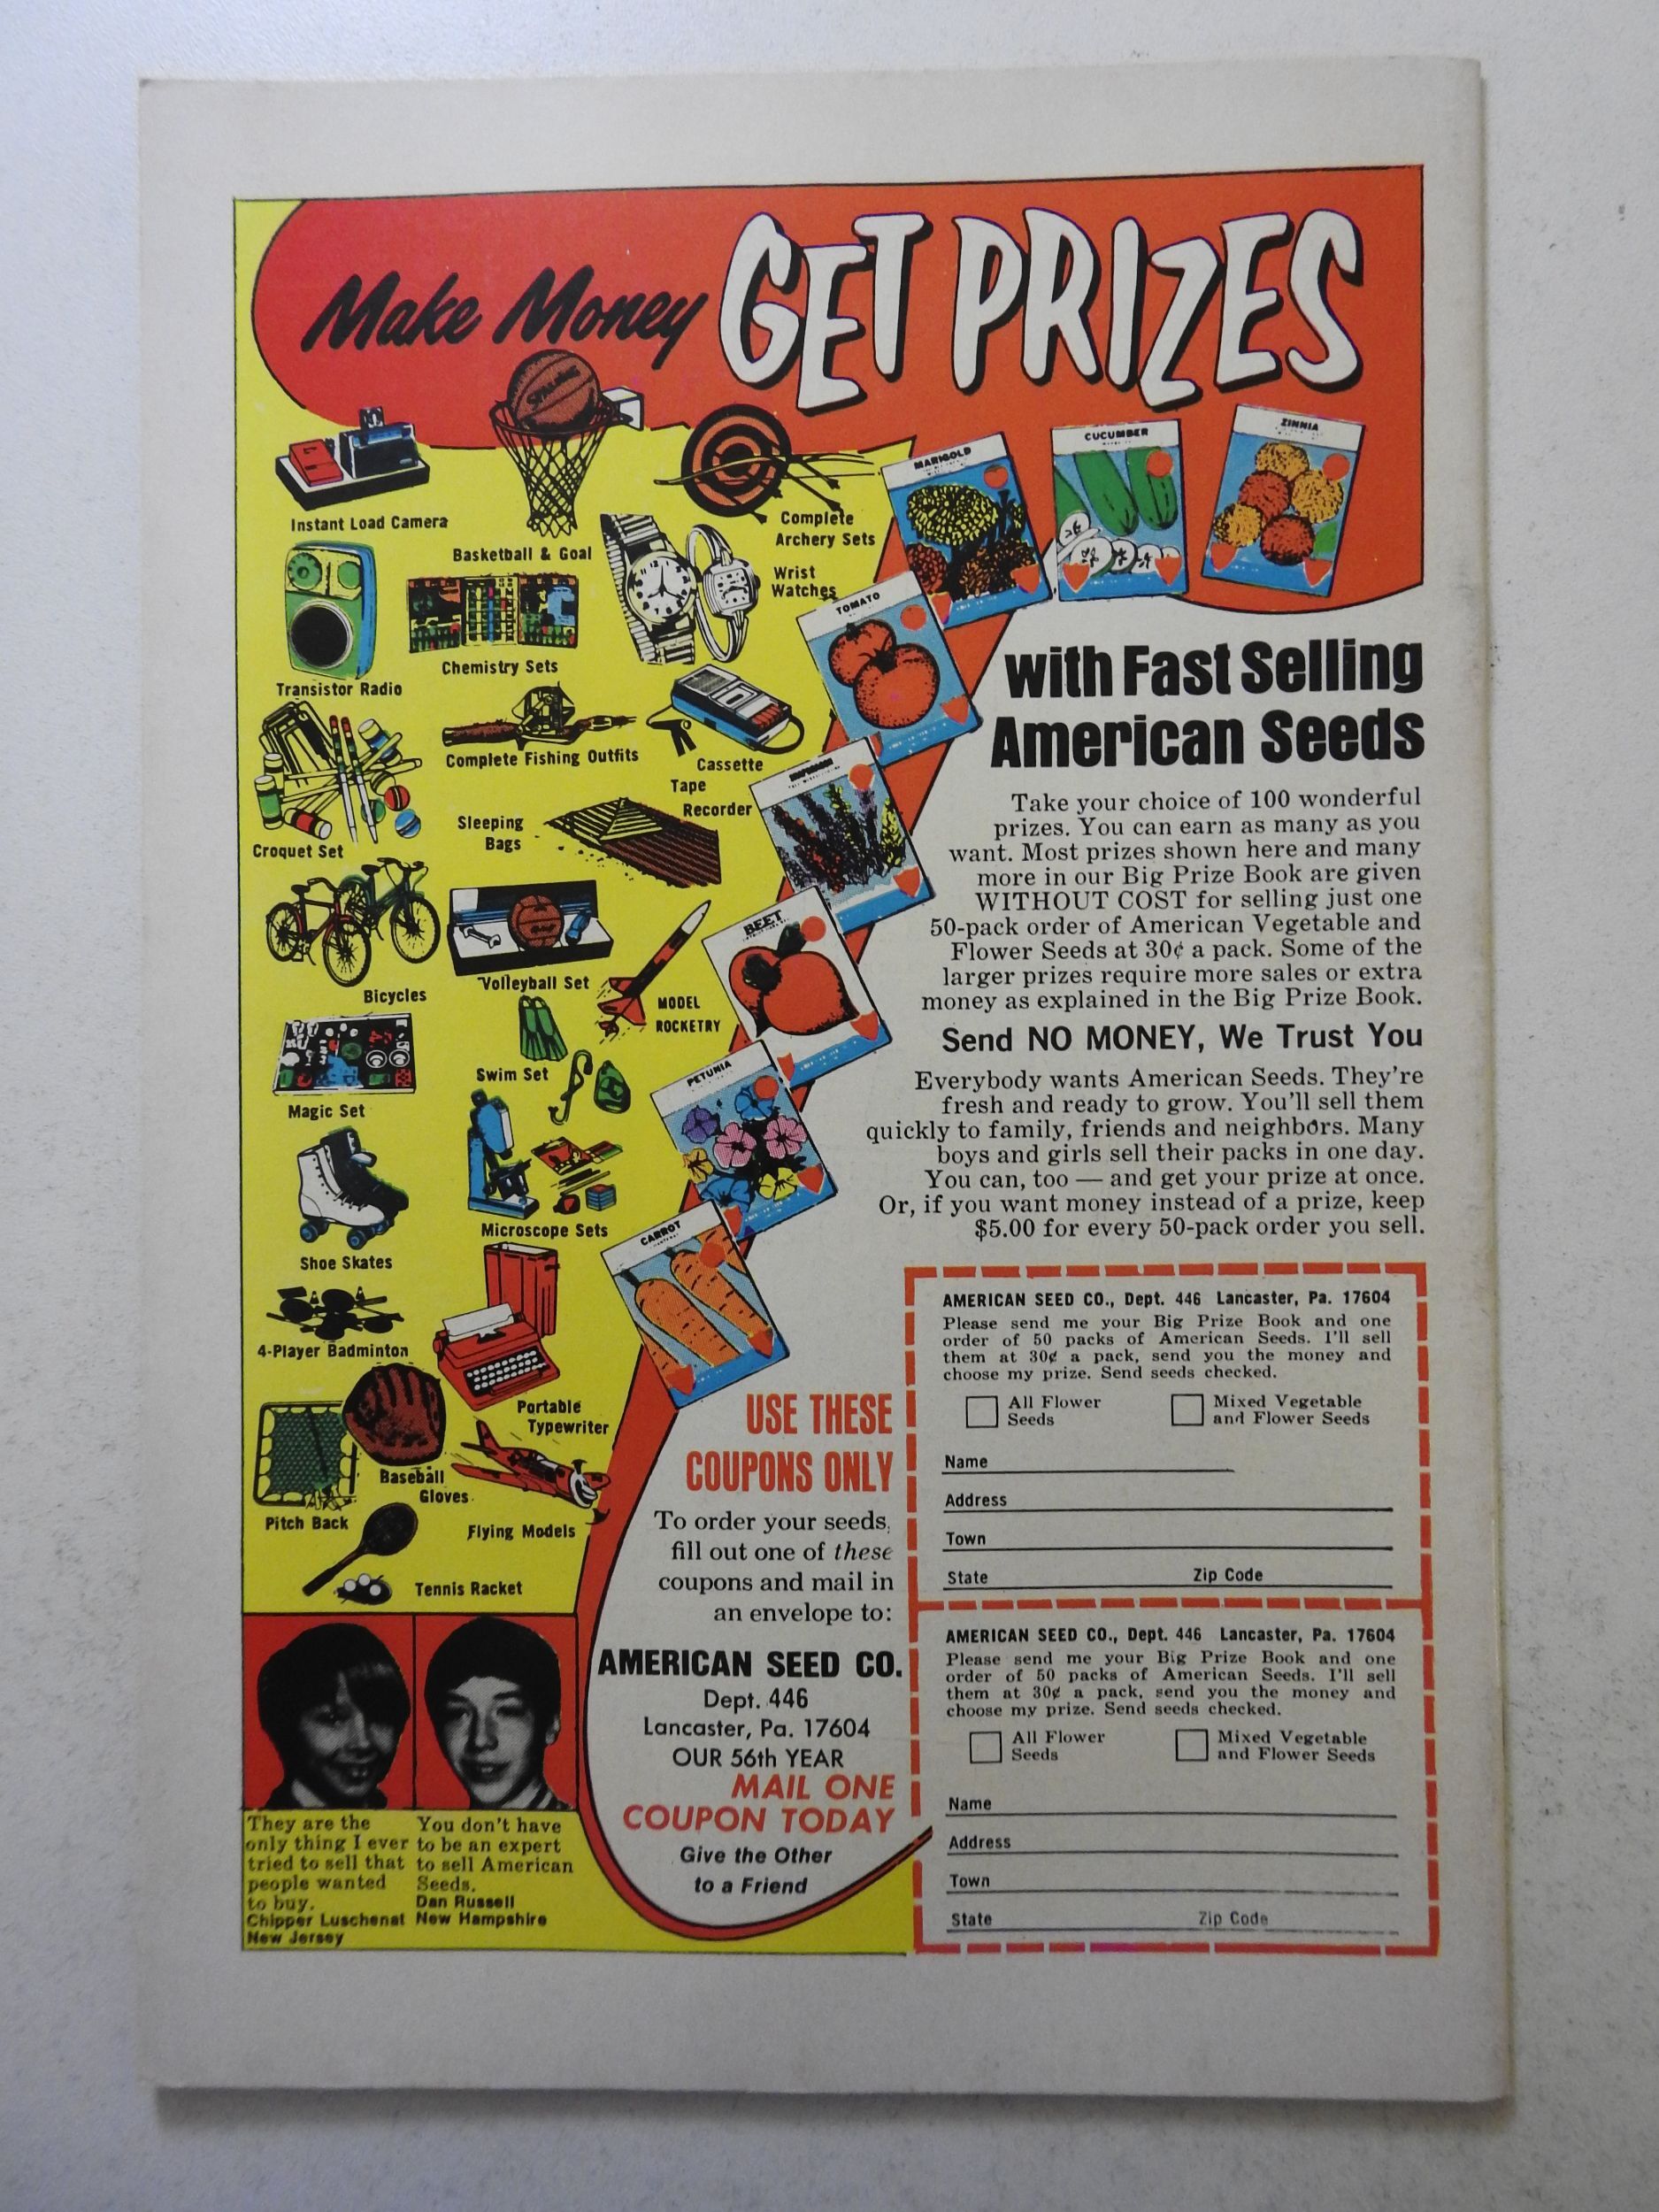 Make Money GET PRIZES
Spalding
Instant Load Camera
Basketball & Goal
Complete
Archery Sets
Wrist
Watches
Transistor Radio
Chemistry Sets
Complete Fishing Outfits
Cassette
Tape
Recorder
Croquet Set
Sleeping
Bags
Bicycles
Volleyball Set
MODEL
ROCKETRY
Magic Set
Swim Set
Shoe Skates
Microscope Sets
4-Player Badminton
Portable
Typewriter
Baseball
Gloves
Pitch Back
Flying Models
Tennis Racket
MARIGOLD
CUCUMBER
ZINNIA
TOMATO
BEET
PETUNIA
CARROT
with Fast Selling
American Seeds
Take your choice of 100 wonderful
prizes. You can earn as many as you
want. Most prizes shown here and many
more in our Big Prize Book are given
WITHOUT COST for selling just one
50-pack order of American Vegetable and
Flower Seeds at 30¢ a pack. Some of the
larger prizes require more sales or extra
money as explained in the Big Prize Book.
Send NO MONEY, We Trust You
Everybody wants American Seeds. They're
fresh and ready to grow. You'll sell them
quickly to family, friends and neighbors. Many
boys and girls sell their packs in one day.
You can, too — and get your prize at once.
Or, if you want money instead of a prize, keep
$5.00 for every 50-pack order you sell.
USE THESE
COUPONS ONLY
To order your seeds,
fill out one of these
coupons and mail in
an envelope to:
AMERICAN SEED CO.
Dept. 446
Lancaster, Pa. 17604
OUR 56th YEAR
MAIL ONE
COUPON TODAY
Give the Other
to a Friend
AMERICAN SEED CO., Dept. 446 Lancaster, Pa. 17604
Please send me your Big Prize Book and one
order of 50 packs of American Seeds. I'll sell
them at 30¢ a pack, send you the money and
choose my prize. Send seeds checked.
All Flower
Seeds
Mixed Vegetable
and Flower Seeds
Name
Address
Town
State Zip Code
AMERICAN SEED CO., Dept. 446 Lancaster, Pa. 17604
Please send me your Big Prize Book and one
order of 50 packs of American Seeds. I'll sell
them at 30¢ a pack, send you the money and
choose my prize. Send seeds checked.
All Flower
Seeds
Mixed Vegetable
and Flower Seeds
Name
Address
Town
State Zip Code
They are the
only thing I ever
tried to sell that
people wanted
to buy.
Chipper Luschenat
New Jersey
You don't have
to be an expert
to sell American
Seeds.
Dan Russell
New Hampshire